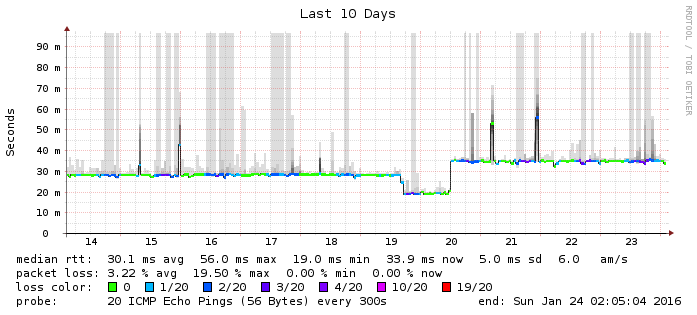 Last 10 Days
RRDTOOL / TOBI OETIKER
Seconds
90 m
80 m
70 m
60 m
50 m
40 m
30 m
20 m
10 m
0
14 15 16 17 18 19 20 21 22 23
median rtt: 30.1 ms avg 56.0 ms max 19.0 ms min 33.9 ms now 5.0 ms sd 6.0 am/s
packet loss: 3.22 % avg 19.50 % max 0.00 % min 0.00 % now
loss color: 0 1/20 2/20 3/20 4/20 10/20 19/20
probe: 20 ICMP Echo Pings (56 Bytes) every 300s end: Sun Jan 24 02:05:04 2016